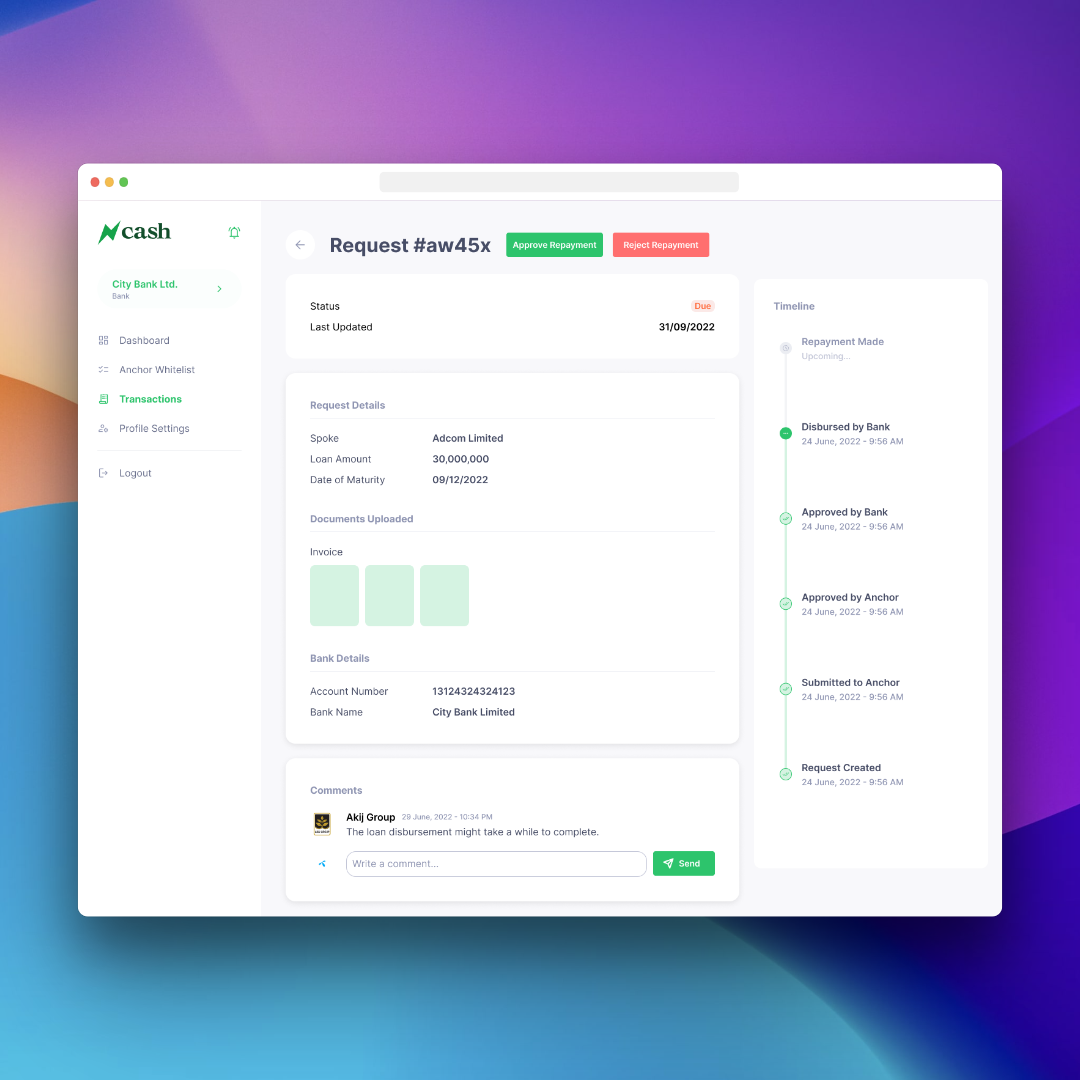 cash
City Bank Ltd.
Bank
Dashboard
Anchor Whitelist
Transactions
Profile Settings
Logout
Request #aw45x
Approve Repayment
Reject Repayment
Status
Due
Last Updated
31/09/2022
Request Details
Spoke
Adcom Limited
Loan Amount
30,000,000
Date of Maturity
09/12/2022
Documents Uploaded
Invoice
Bank Details
Account Number
13124324324123
Bank Name
City Bank Limited
Comments
Akij Group 29 June, 2022 - 10:34 PM
The loan disbursement might take a while to complete.
Write a comment...
Send
Timeline
Repayment Made
Upcoming...
Disbursed by Bank
24 June, 2022 - 9:56 AM
Approved by Bank
24 June, 2022 - 9:56 AM
Approved by Anchor
24 June, 2022 - 9:56 AM
Submitted to Anchor
24 June, 2022 - 9:56 AM
Request Created
24 June, 2022 - 9:56 AM